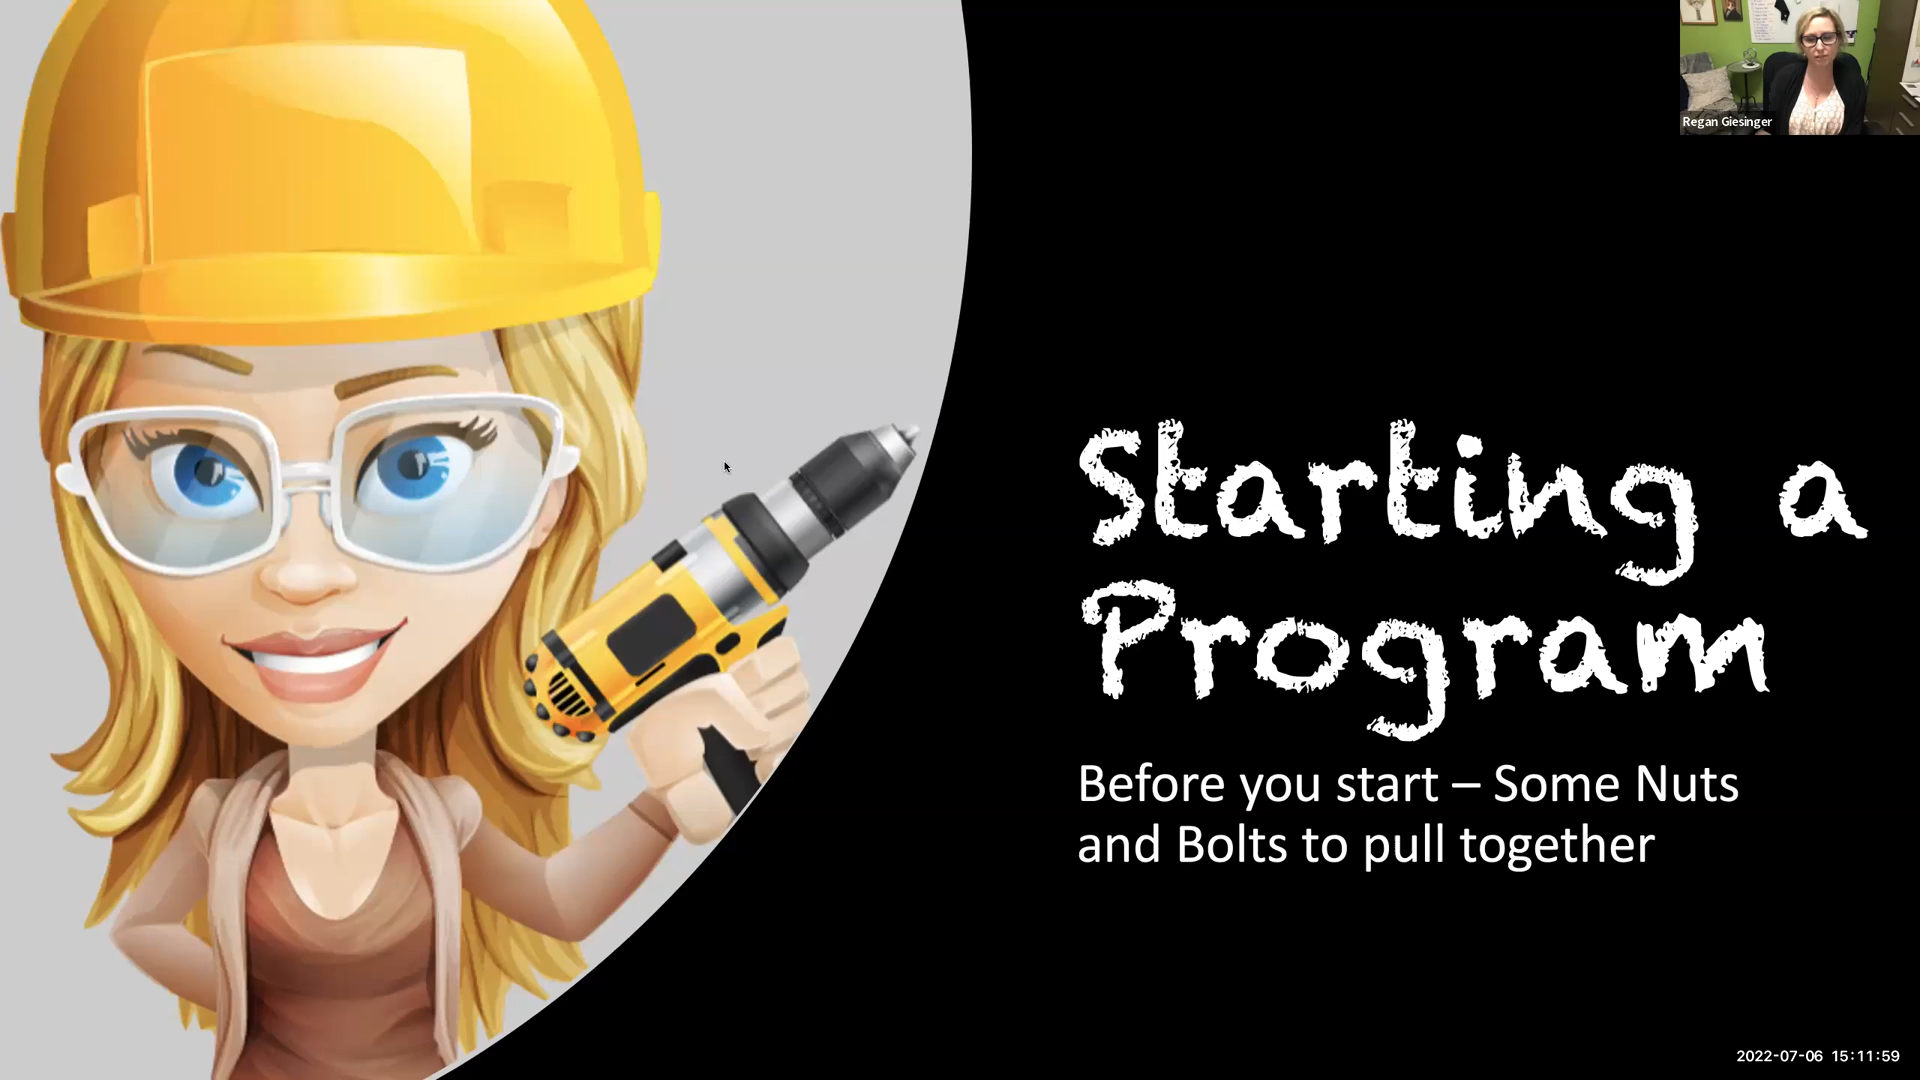 Regan Giesinger
Starting a
Program
Before you start – Some Nuts
and Bolts to pull together
2022-07-06 15:11:59